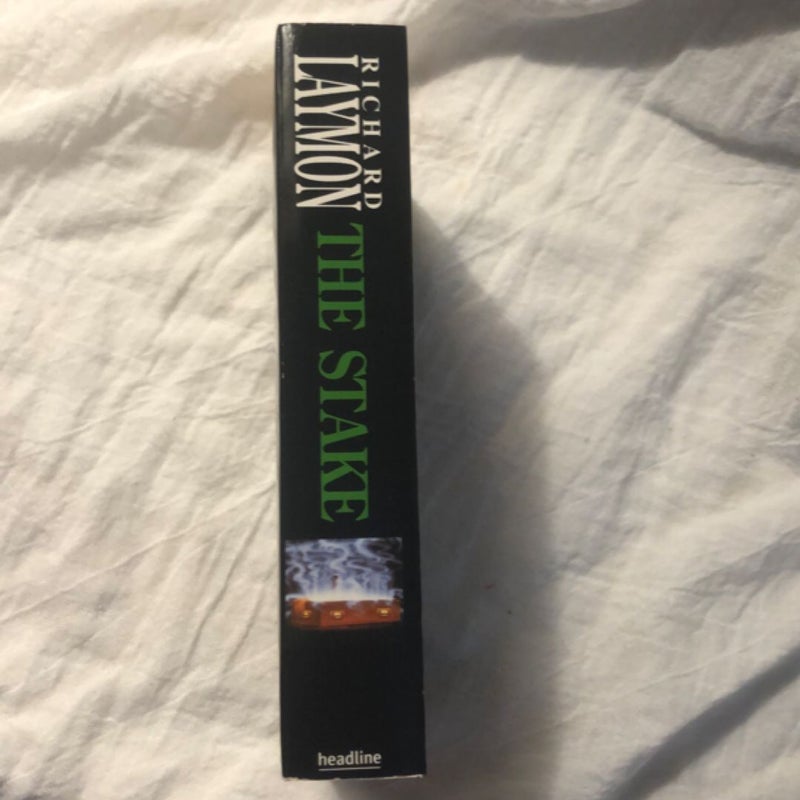 RICHARD
LAYMON
THE STAKE
headline